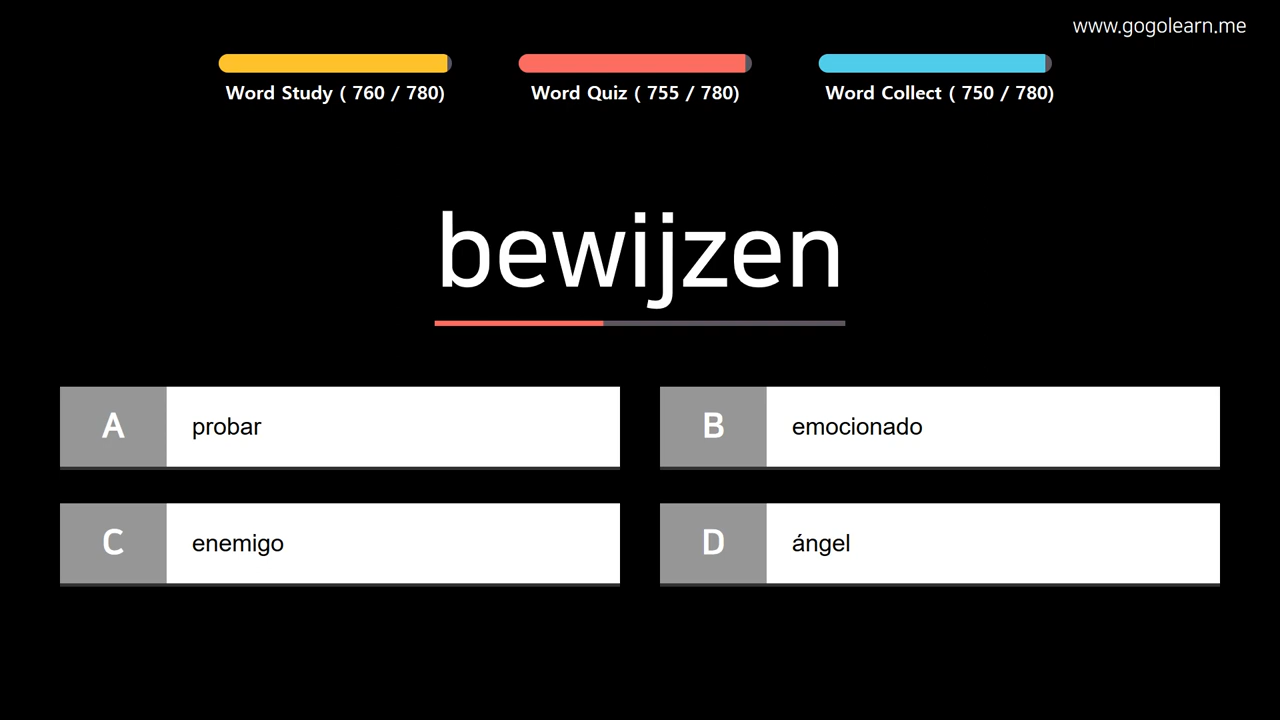 www.gogolearn.me
Word Study ( 760 / 780)
Word Quiz ( 755 / 780)
Word Collect ( 750 / 780)
bewijzen
A probar
B emocionado
C enemigo
D ángel